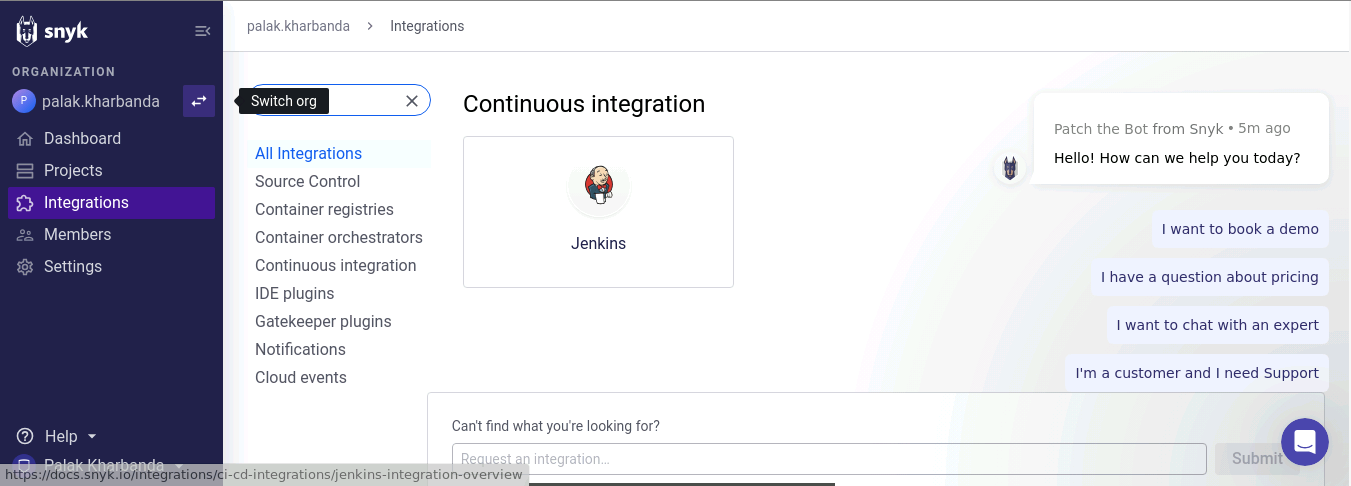 snyk
palak.kharbanda > Integrations
ORGANIZATION
P palak.kharbanda
Switch org
Dashboard
Projects
Integrations
Members
Settings
Help
Palak Kharbanda
https://docs.snyk.io/integrations/ci-cd-integrations/jenkins-integration-overview
All Integrations
Source Control
Container registries
Container orchestrators
Continuous integration
IDE plugins
Gatekeeper plugins
Notifications
Cloud events
Continuous integration
Jenkins
Patch the Bot from Snyk • 5m ago
Hello! How can we help you today?
I want to book a demo
I have a question about pricing
I want to chat with an expert
I'm a customer and I need Support
Can't find what you're looking for?
Request an integration...
Submit